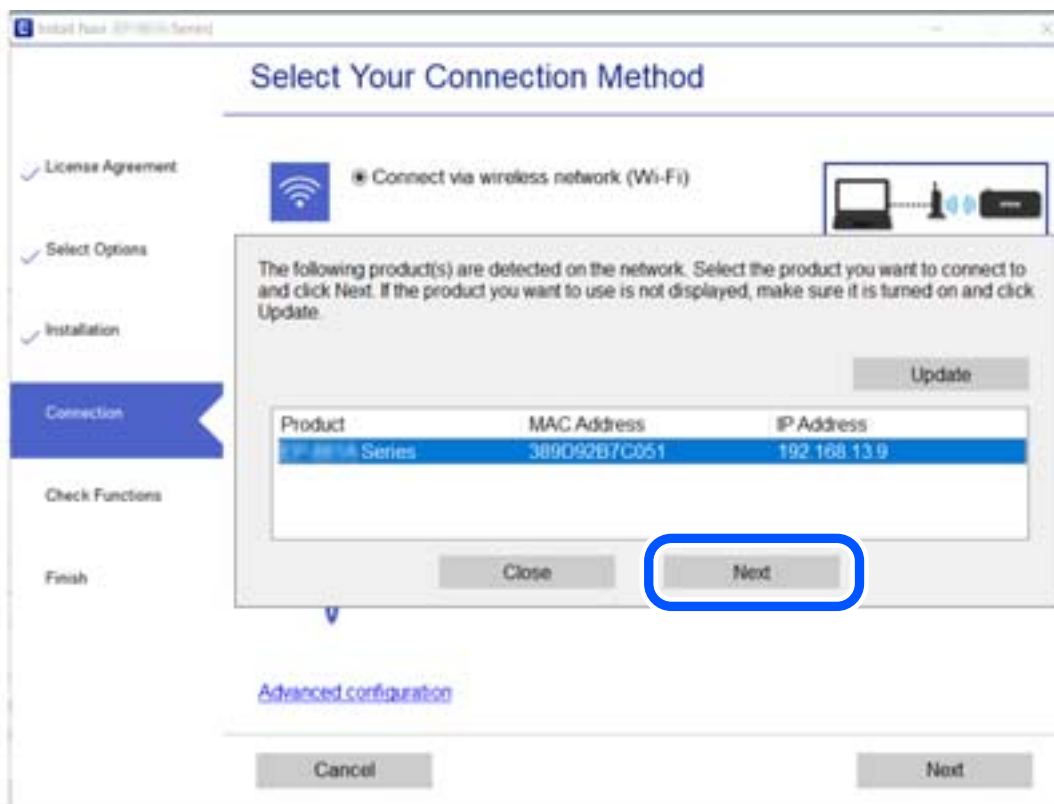 Install Navi
Series]
Select Your Connection Method
License Agreement
Select Options
Installation
Connection
Check Functions
Finish
Connect via wireless network (Wi-Fi)
The following product(s) are detected on the network. Select the product you want to connect to
and click Next. If the product you want to use is not displayed, make sure it is turned on and click
Update.
Update
Product MAC Address IP Address
Series 389D92B7C051 192.168.13.9
Close Next
Advanced configuration
Cancel Next